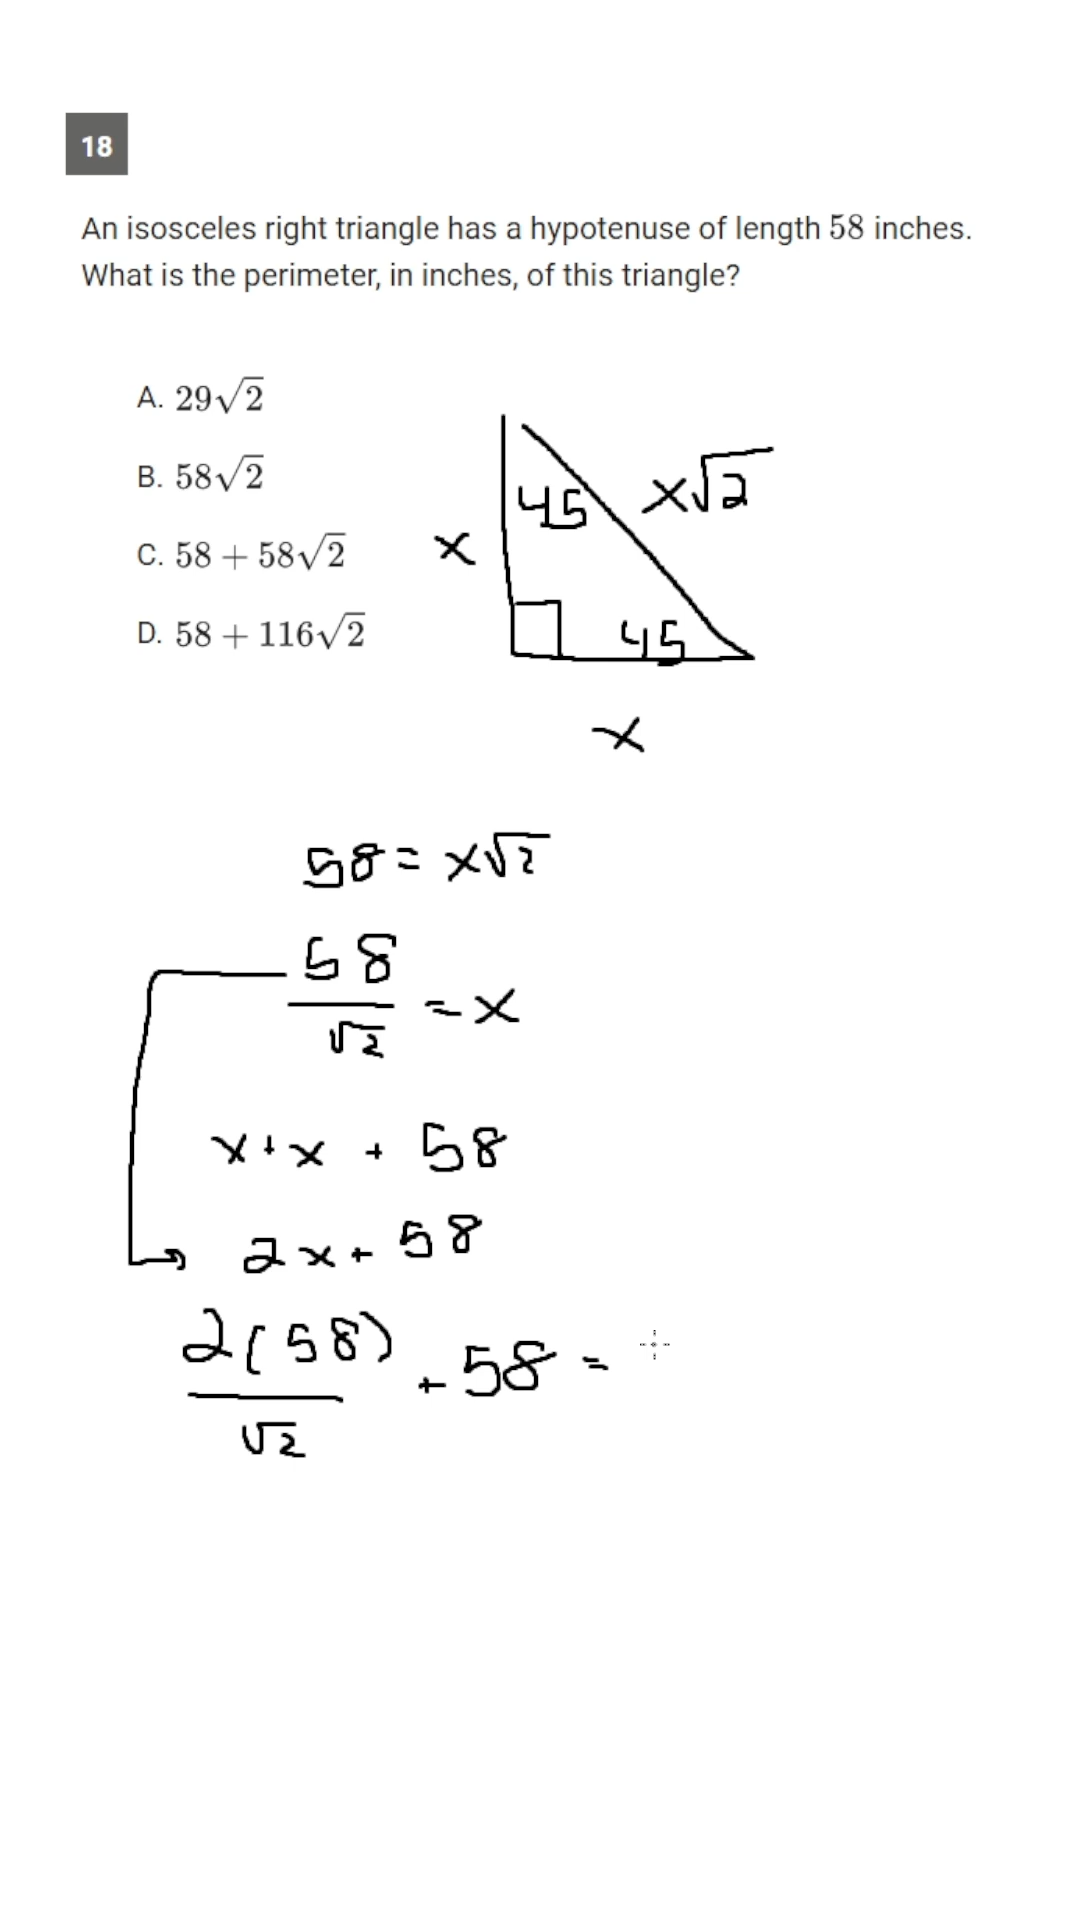 18
An isosceles right triangle has a hypotenuse of length 58 inches.
What is the perimeter, in inches, of this triangle?
A. 29√2
B. 58√2
C. 58 + 58√2
D. 58 + 116√2
45
x√2
x
45
x
58 = x√2
58/√2 = x
x + x + 58
2x + 58
2(58)/√2 + 58 =